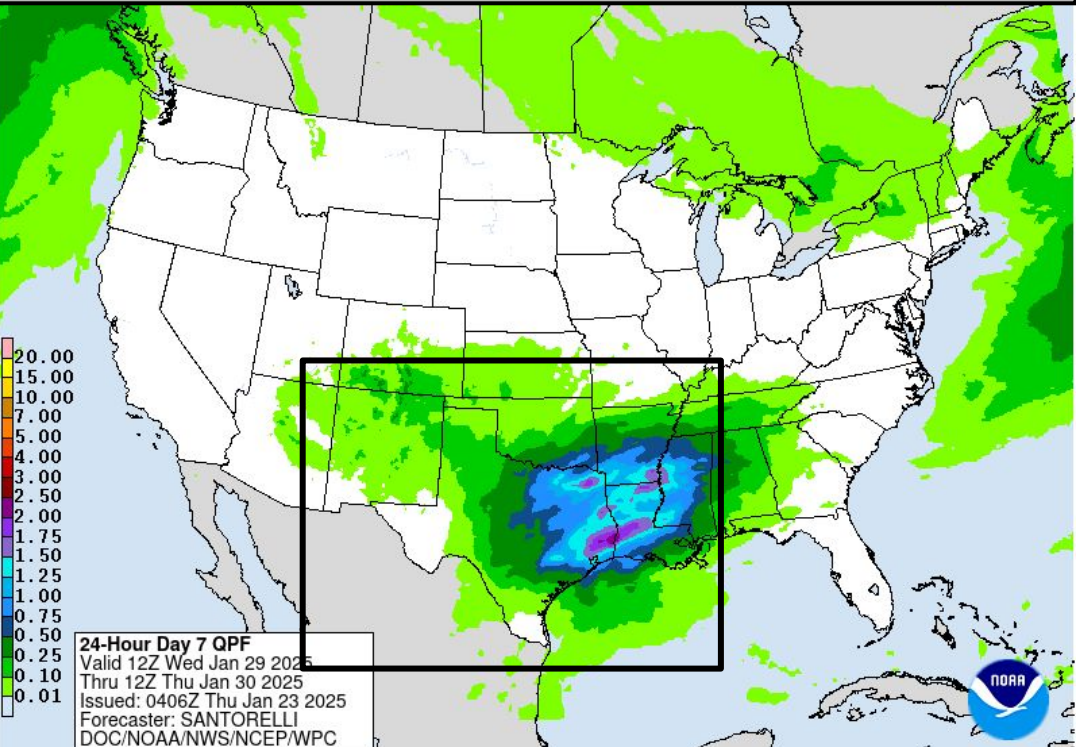 20.00
15.00
10.00
7.00
5.00
4.00
3.00
2.50
2.00
1.75
1.50
1.25
1.00
0.75
0.50
0.25
0.10
0.01
24-Hour Day 7 QPF
Valid 12Z Wed Jan 29 2025
Thru 12Z Thu Jan 30 2025
Issued: 0406Z Thu Jan 23 2025
Forecaster: SANTORELLI
DOC/NOAA/NWS/NCEP/WPC
NOAA